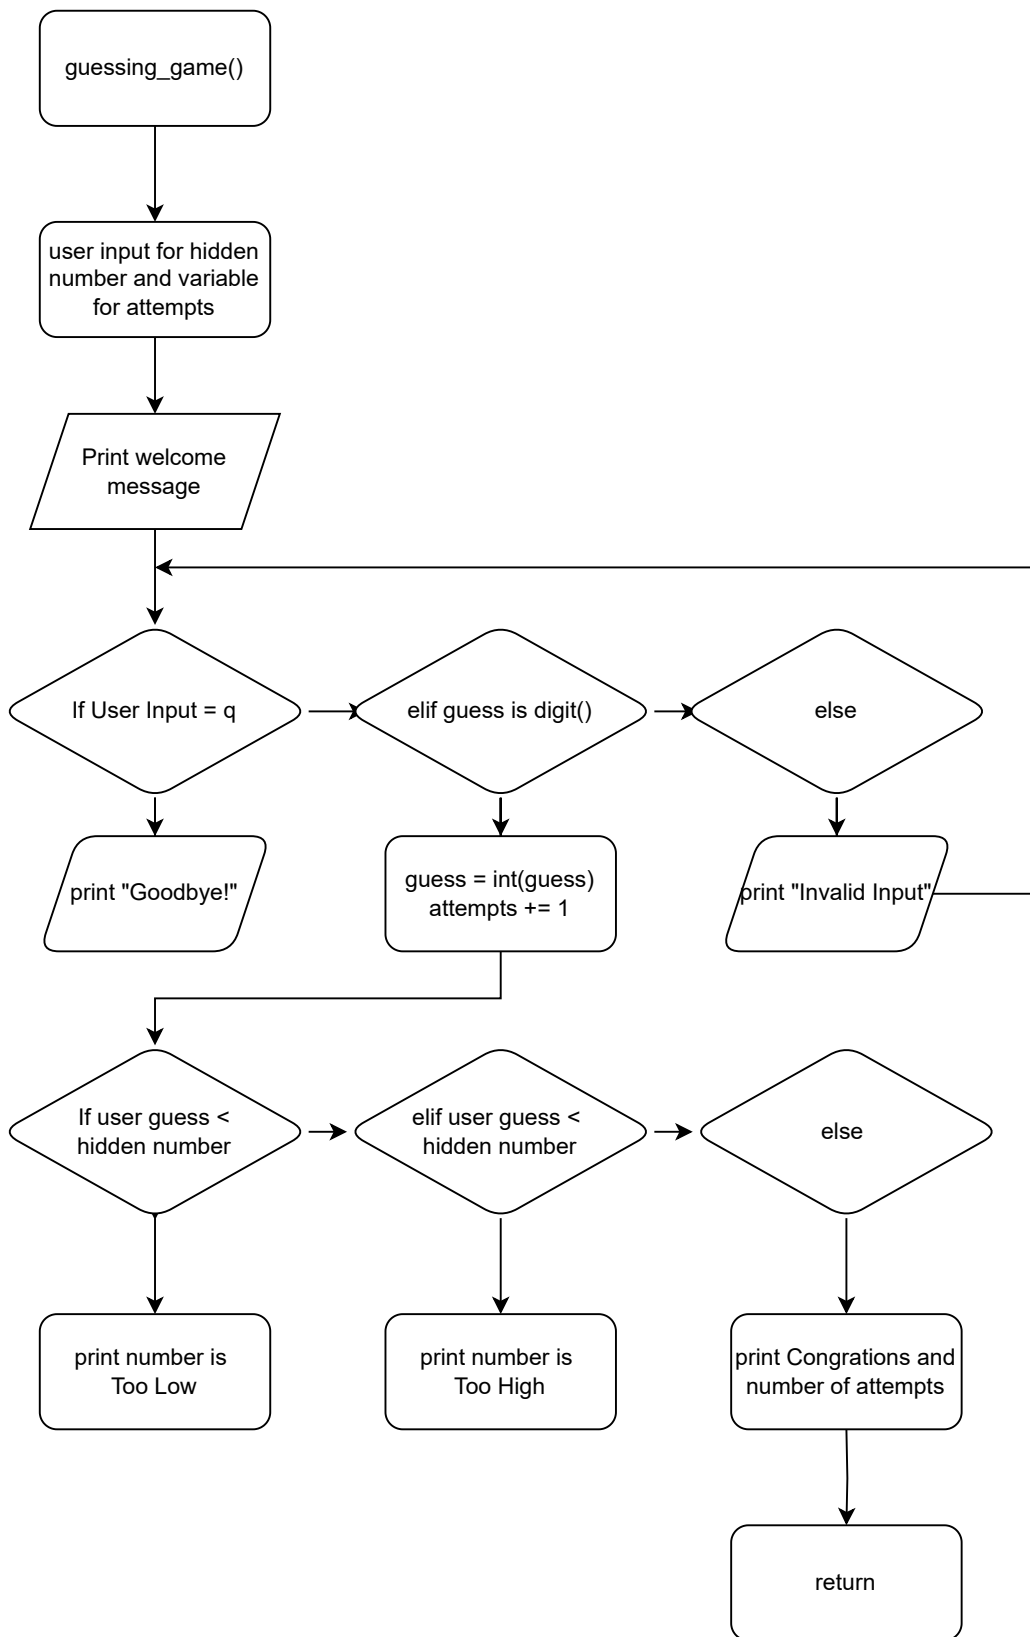 guessing_game()
user input for hidden
number and variable
for attempts
Print welcome
message
If User Input = q
elif guess is digit()
else
print "Goodbye!"
guess = int(guess)
attempts += 1
print "Invalid Input"
If user guess <
hidden number
elif user guess <
hidden number
else
print number is
Too Low
print number is
Too High
print Congrations and
number of attempts
return